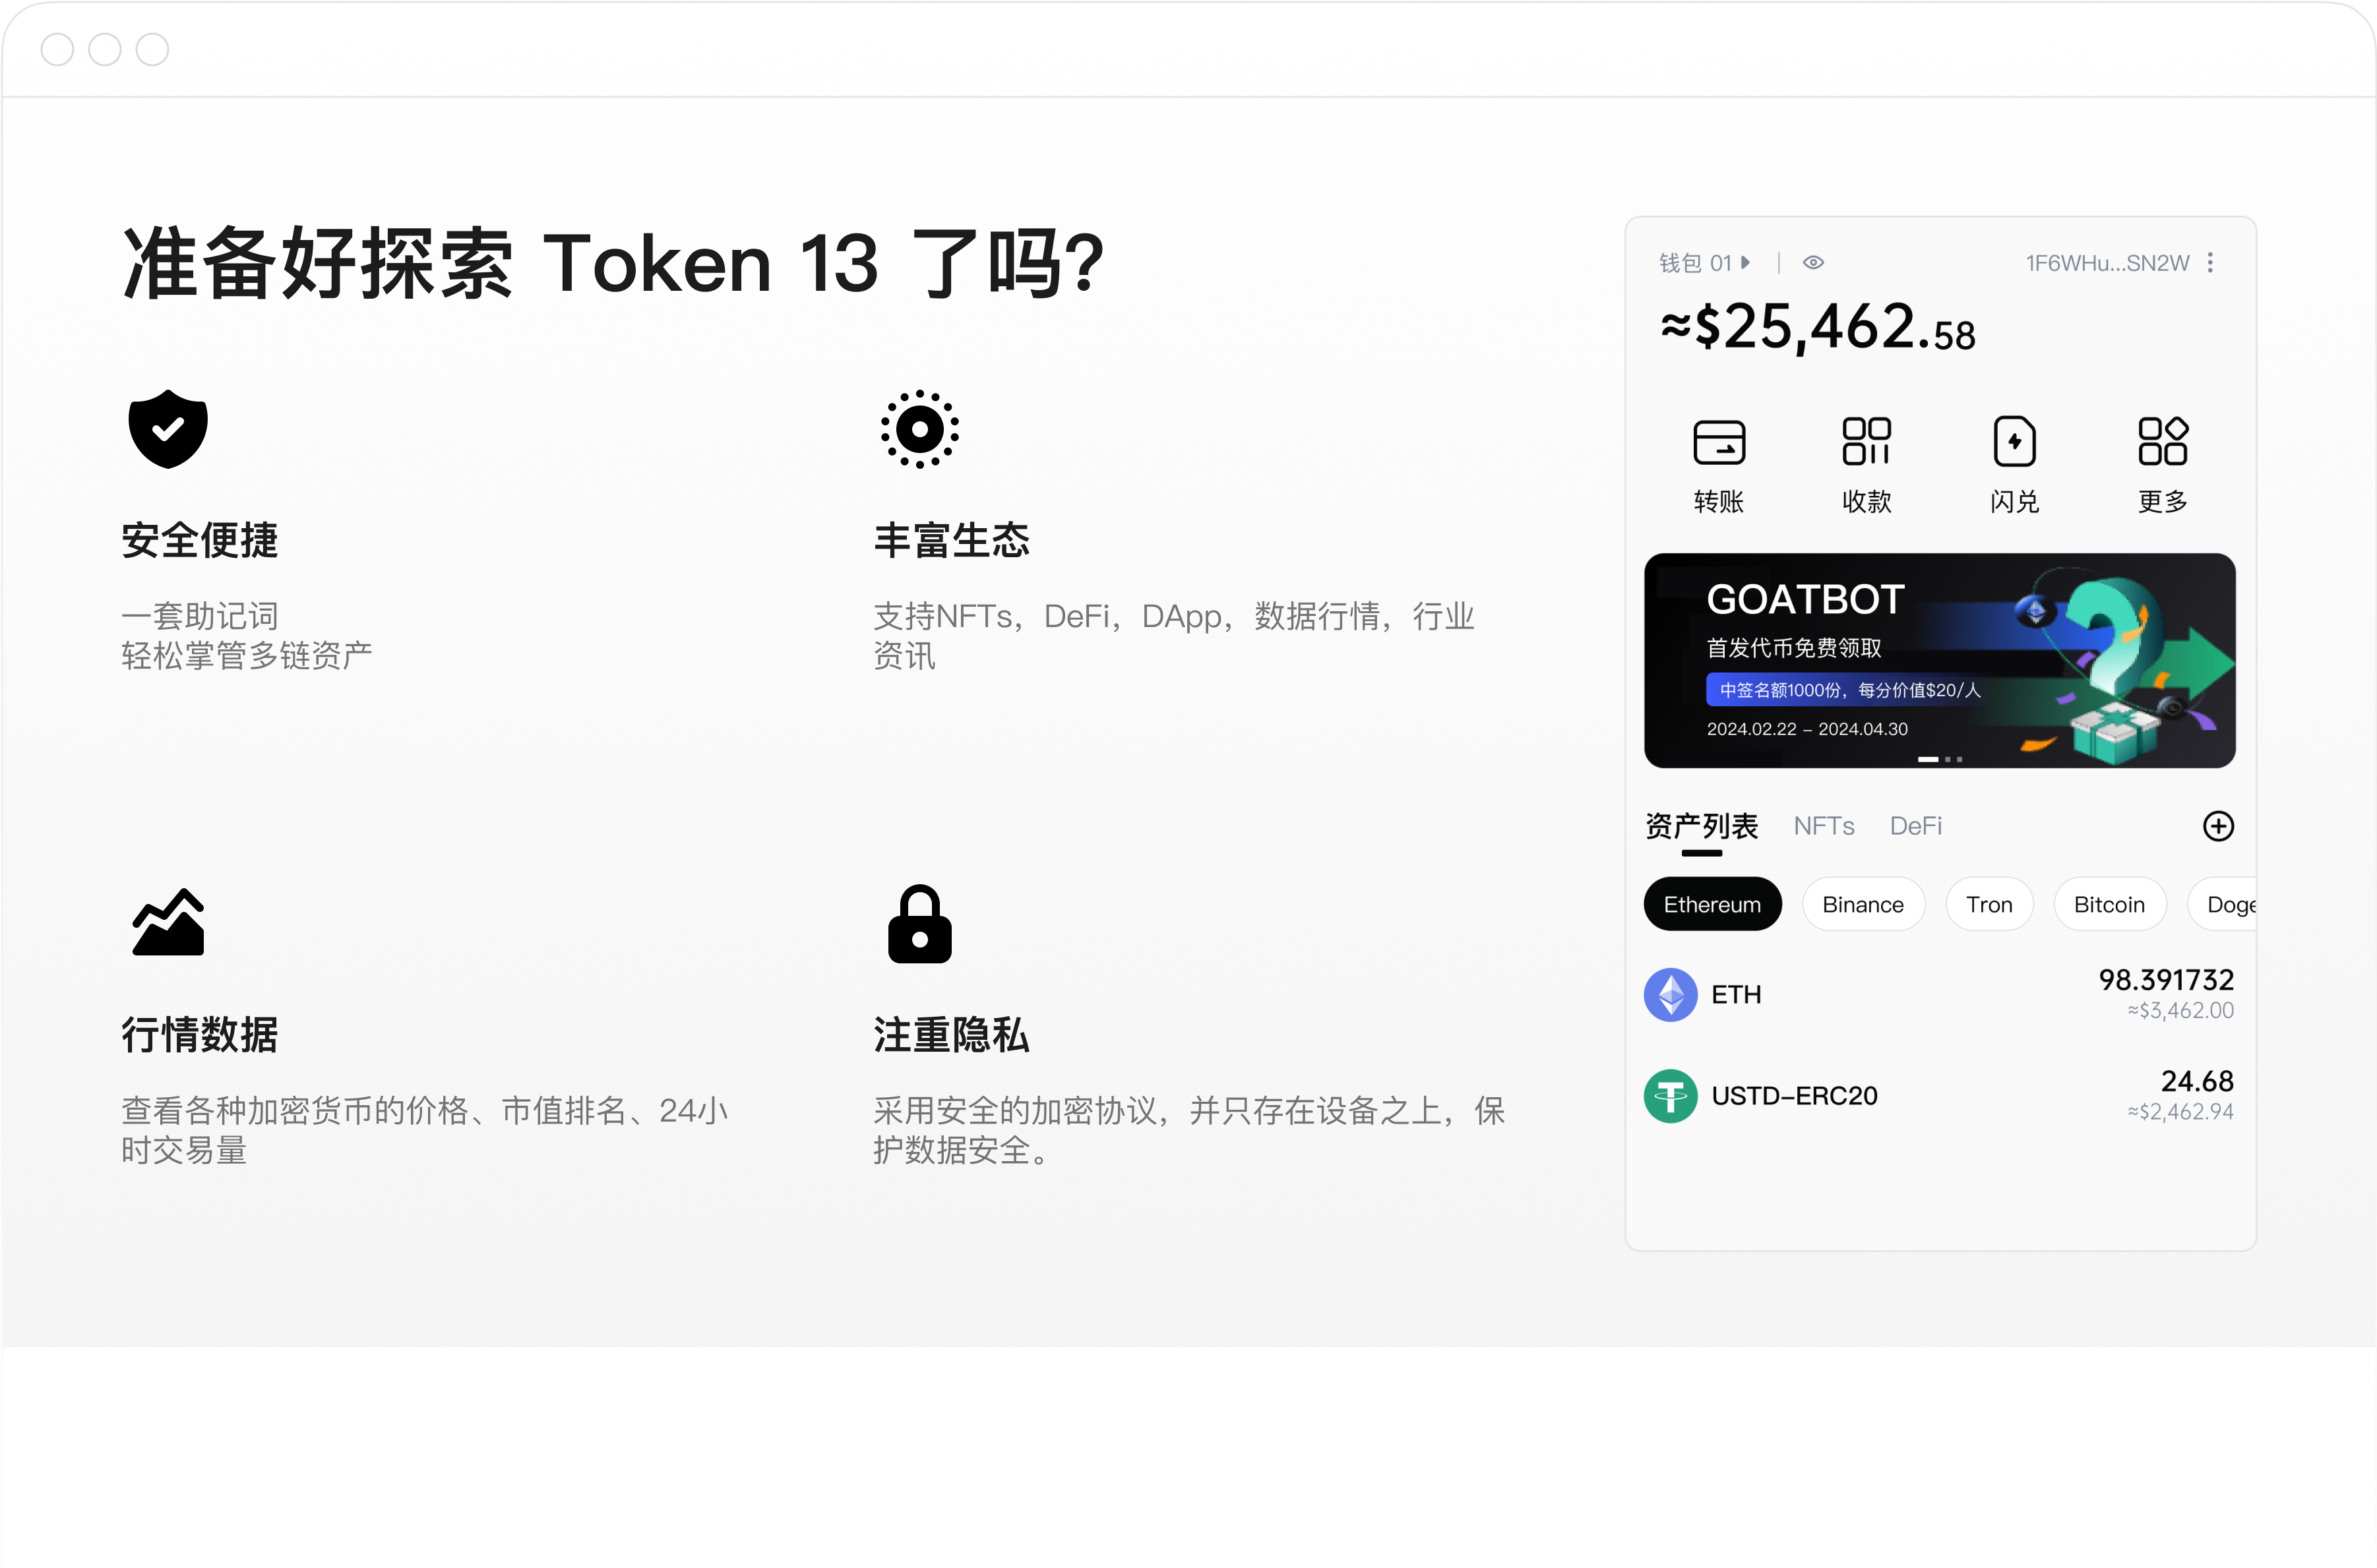 准备好探索 Token 13 了吗?
安全便捷
一套助记词
轻松掌管多链资产
丰富生态
支持NFTs，DeFi，DApp，数据行情，行业
资讯
行情数据
查看各种加密货币的价格、市值排名、24小
时交易量
注重隐私
采用安全的加密协议，并只存在设备之上，保
护数据安全。
钱包 01
1F6WHu...SN2W
≈$25,462.58
转账
收款
闪兑
更多
GOATBOT
首发代币免费领取
中签名额1000份，每分价值$20/人
2024.02.22 – 2024.04.30
资产列表
NFTs
DeFi
Ethereum
Binance
Tron
Bitcoin
Doge
ETH
98.391732
≈$3,462.00
USTD-ERC20
24.68
≈$2,462.94